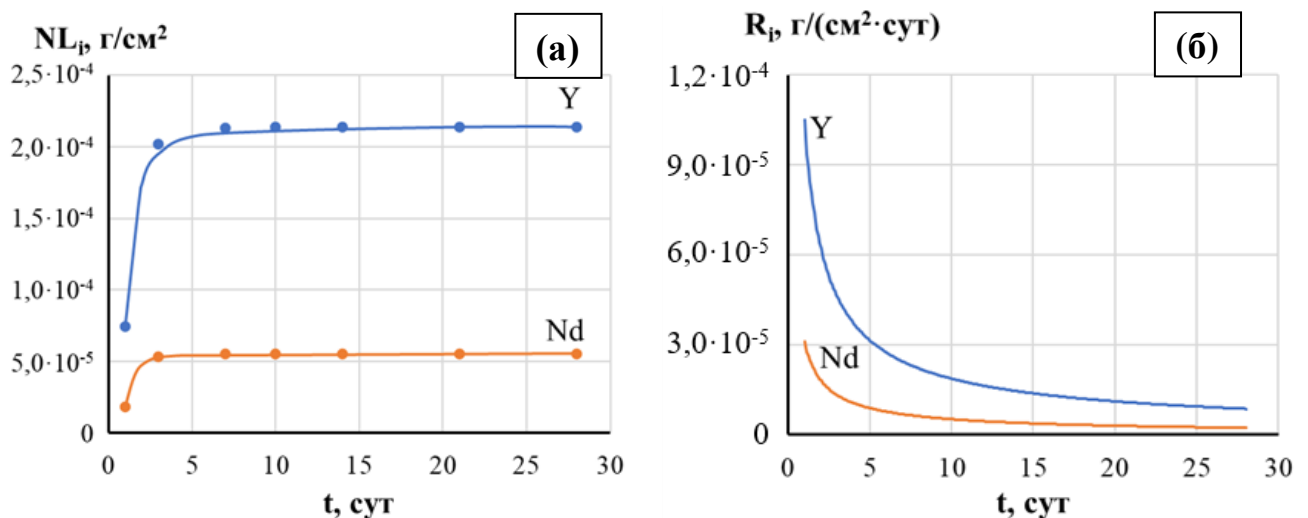 NLᵢ, г/см²
(а)
2,5·10⁻⁴
2,0·10⁻⁴
1,5·10⁻⁴
1,0·10⁻⁴
5,0·10⁻⁵
0
Y
Nd
0 5 10 15 20 25 30
t, сут
Rᵢ, г/(см²·сут)
(б)
1,2·10⁻⁴
9,0·10⁻⁵
6,0·10⁻⁵
3,0·10⁻⁵
0
Y
Nd
0 5 10 15 20 25 30
t, сут